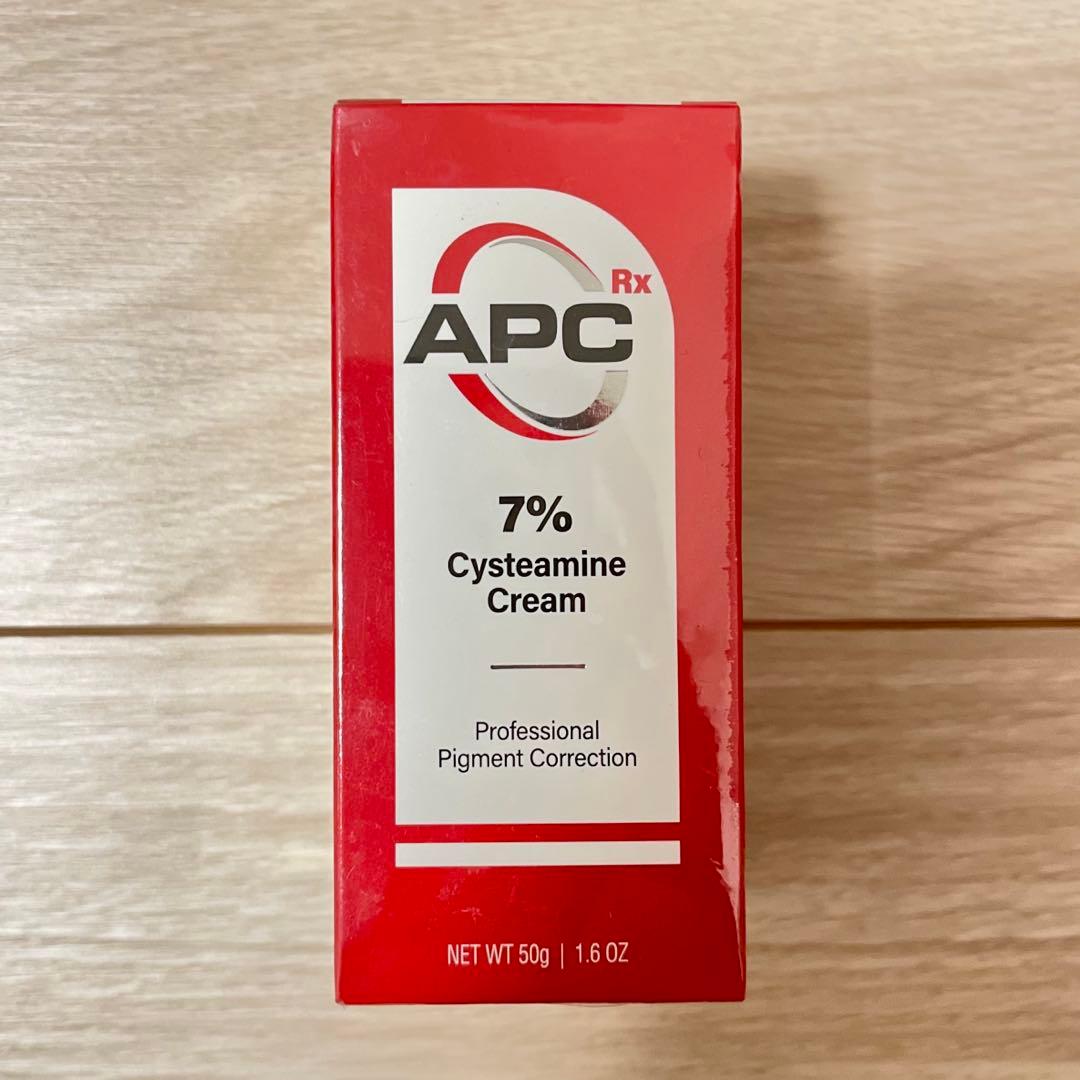 APC Rx
7%
Cysteamine
Cream
Professional
Pigment Correction
NET WT 50g | 1.6 OZ